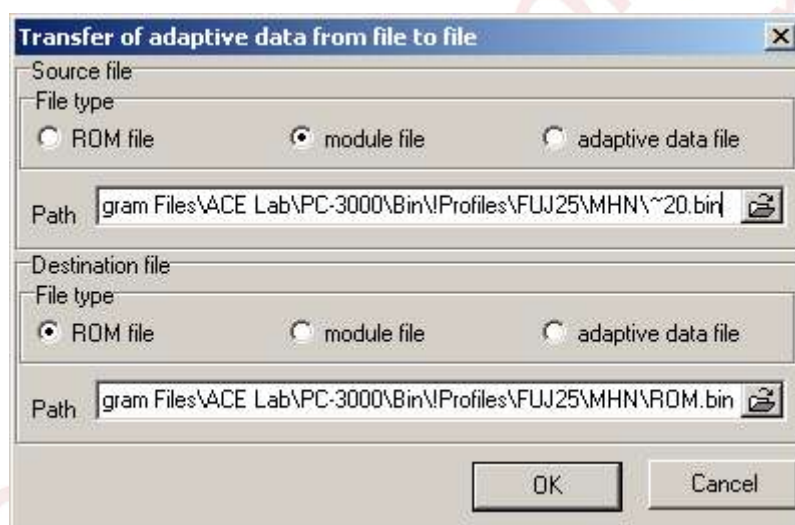 Transfer of adaptive data from file to file
Source file
File type
ROM file module file adaptive data file
Path gram Files\ACE Lab\PC-3000\Bin\!Profiles\FUJ25\MHN\~20.bin
Destination file
File type
ROM file module file adaptive data file
Path gram Files\ACE Lab\PC-3000\Bin\!Profiles\FUJ25\MHN\ROM.bin
OK Cancel